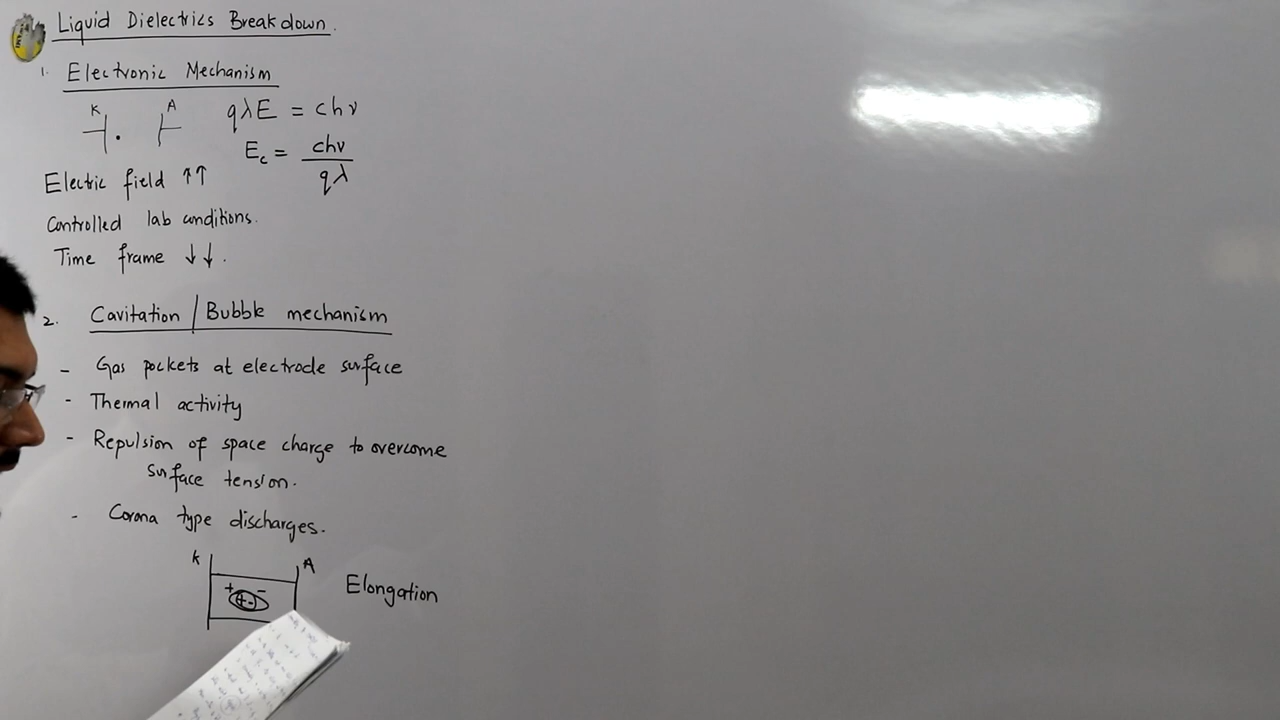 Liquid Dielectrics Breakdown.
1. Electronic Mechanism
K A
qλE = chν
E_c = chν / qλ
Electric field ↑↑
Controlled lab conditions.
Time frame ↓↓.
2. Cavitation / Bubble mechanism
- Gas pockets at electrode surface
- Thermal activity
- Repulsion of space charge to overcome
surface tension.
- Corona type discharges.
K A
+ + - -
Elongation